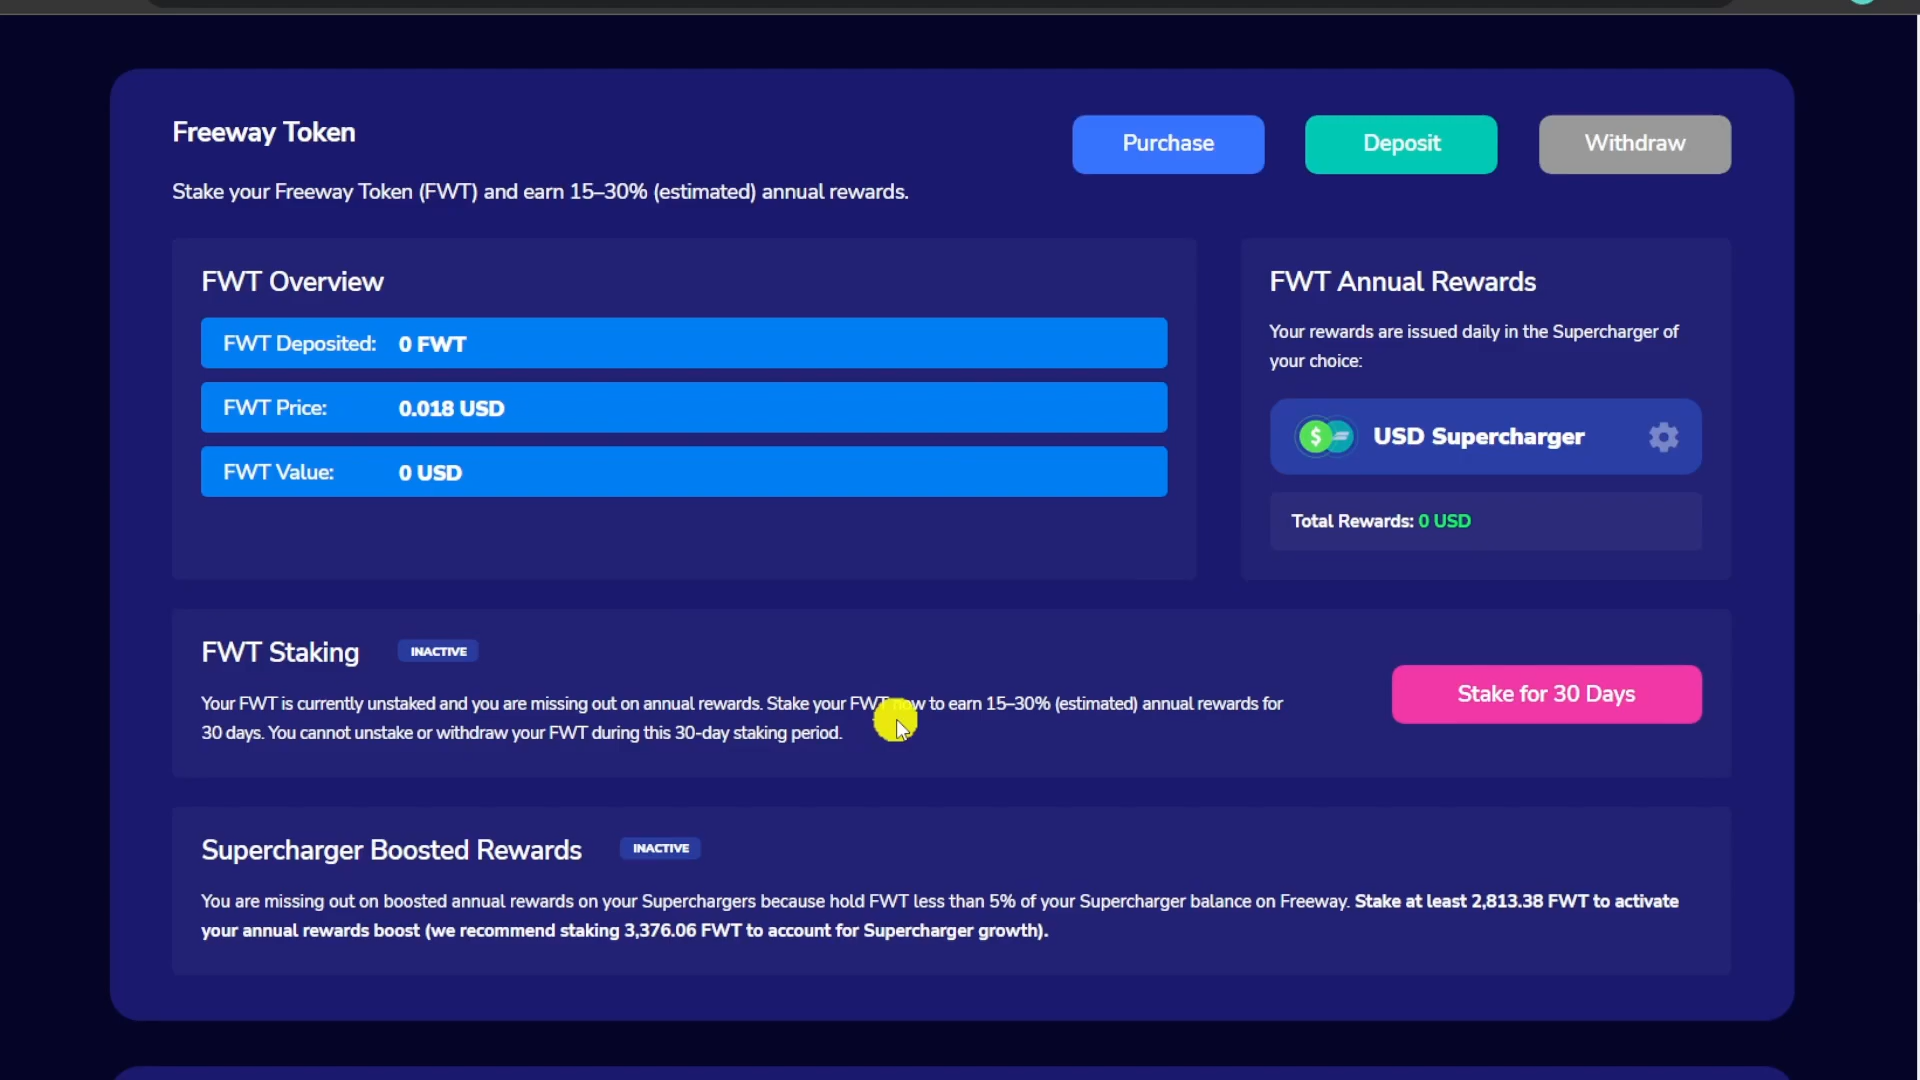 Freeway Token
Purchase
Deposit
Withdraw
Stake your Freeway Token (FWT) and earn 15–30% (estimated) annual rewards.
FWT Overview
FWT Deposited: 0 FWT
FWT Price: 0.018 USD
FWT Value: 0 USD
FWT Annual Rewards
Your rewards are issued daily in the Supercharger of
your choice:
$ USD Supercharger
Total Rewards: 0 USD
FWT Staking INACTIVE
Your FWT is currently unstaked and you are missing out on annual rewards. Stake your FWT now to earn 15–30% (estimated) annual rewards for
30 days. You cannot unstake or withdraw your FWT during this 30-day staking period.
Stake for 30 Days
Supercharger Boosted Rewards INACTIVE
You are missing out on boosted annual rewards on your Superchargers because hold FWT less than 5% of your Supercharger balance on Freeway. Stake at least 2,813.38 FWT to activate
your annual rewards boost (we recommend staking 3,376.06 FWT to account for Supercharger growth).